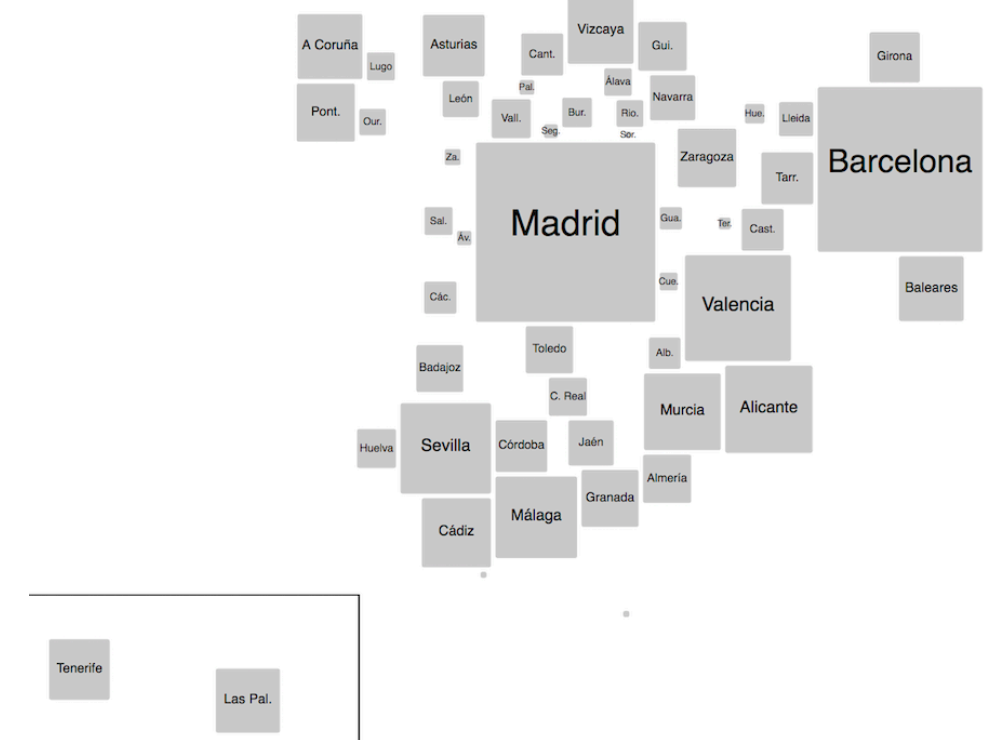 Vizcaya
A Coruña
Asturias
Gui.
Cant.
Girona
Lugo
Álava
Pal.
Navarra
León
Pont.
Bur.
Rio.
Hue.
Vall.
Lleida
Our.
Seg.
Sor.
Za.
Zaragoza
Barcelona
Tarr.
Gua.
Sal.
Madrid
Ter.
Cast.
Áv.
Cue.
Baleares
Các.
Valencia
Toledo
Alb.
Badajoz
C. Real
Alicante
Murcia
Jaén
Córdoba
Sevilla
Huelva
Almería
Granada
Málaga
Cádiz
Tenerife
Las Pal.